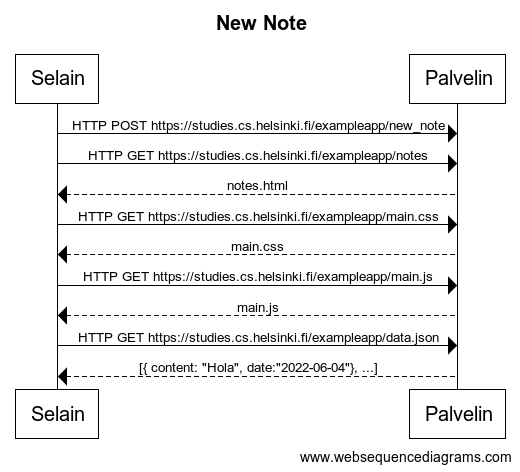 New Note
Selain Palvelin
HTTP POST https://studies.cs.helsinki.fi/exampleapp/new_note
HTTP GET https://studies.cs.helsinki.fi/exampleapp/notes
notes.html
HTTP GET https://studies.cs.helsinki.fi/exampleapp/main.css
main.css
HTTP GET https://studies.cs.helsinki.fi/exampleapp/main.js
main.js
HTTP GET https://studies.cs.helsinki.fi/exampleapp/data.json
[{ content: "Hola", date:"2022-06-04"}, ...]
Selain Palvelin
www.websequencediagrams.com